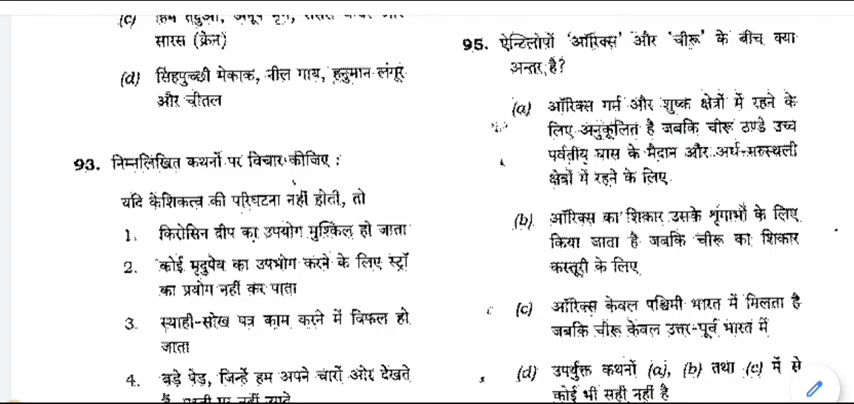 (c)
सारस (क्रेन)
(d) सिंहपुच्छी मेकाक, नील गाय, हनुमान लंगूर
और चीतल
93. निम्नलिखित कथनों पर विचार कीजिए :
यदि केशिकत्व की परिघटना नहीं होती, तो
1. किरोसिन दीप का उपयोग मुश्किल हो जाता
2. कोई मृदुपेय का उपभोग करने के लिए स्ट्रॉ
का प्रयोग नहीं कर पाता
3. स्याही-सोख पत्र काम करने में विफल हो
जाता
4. बड़े पेड़, जिन्हें हम अपने चारों ओर देखते
हैं, पृथ्वी पर नहीं उगते
95. ऐन्टिलोपों 'ऑरिक्स' और 'चीरू' के बीच क्या
अन्तर है?
(a) ऑरिक्स गर्म और शुष्क क्षेत्रों में रहने के
लिए अनुकूलित है जबकि चीरू ठण्डे उच्च
पर्वतीय घास के मैदान और अर्ध-मरुस्थली
क्षेत्रों में रहने के लिए
(b) ऑरिक्स का शिकार उसके शृंगाभों के लिए
किया जाता है जबकि चीरू का शिकार
कस्तूरी के लिए
(c) ऑरिक्स केवल पश्चिमी भारत में मिलता है
जबकि चीरू केवल उत्तर-पूर्व भारत में
(d) उपर्युक्त कथनों (a), (b) तथा (c) में से
कोई भी सही नहीं है